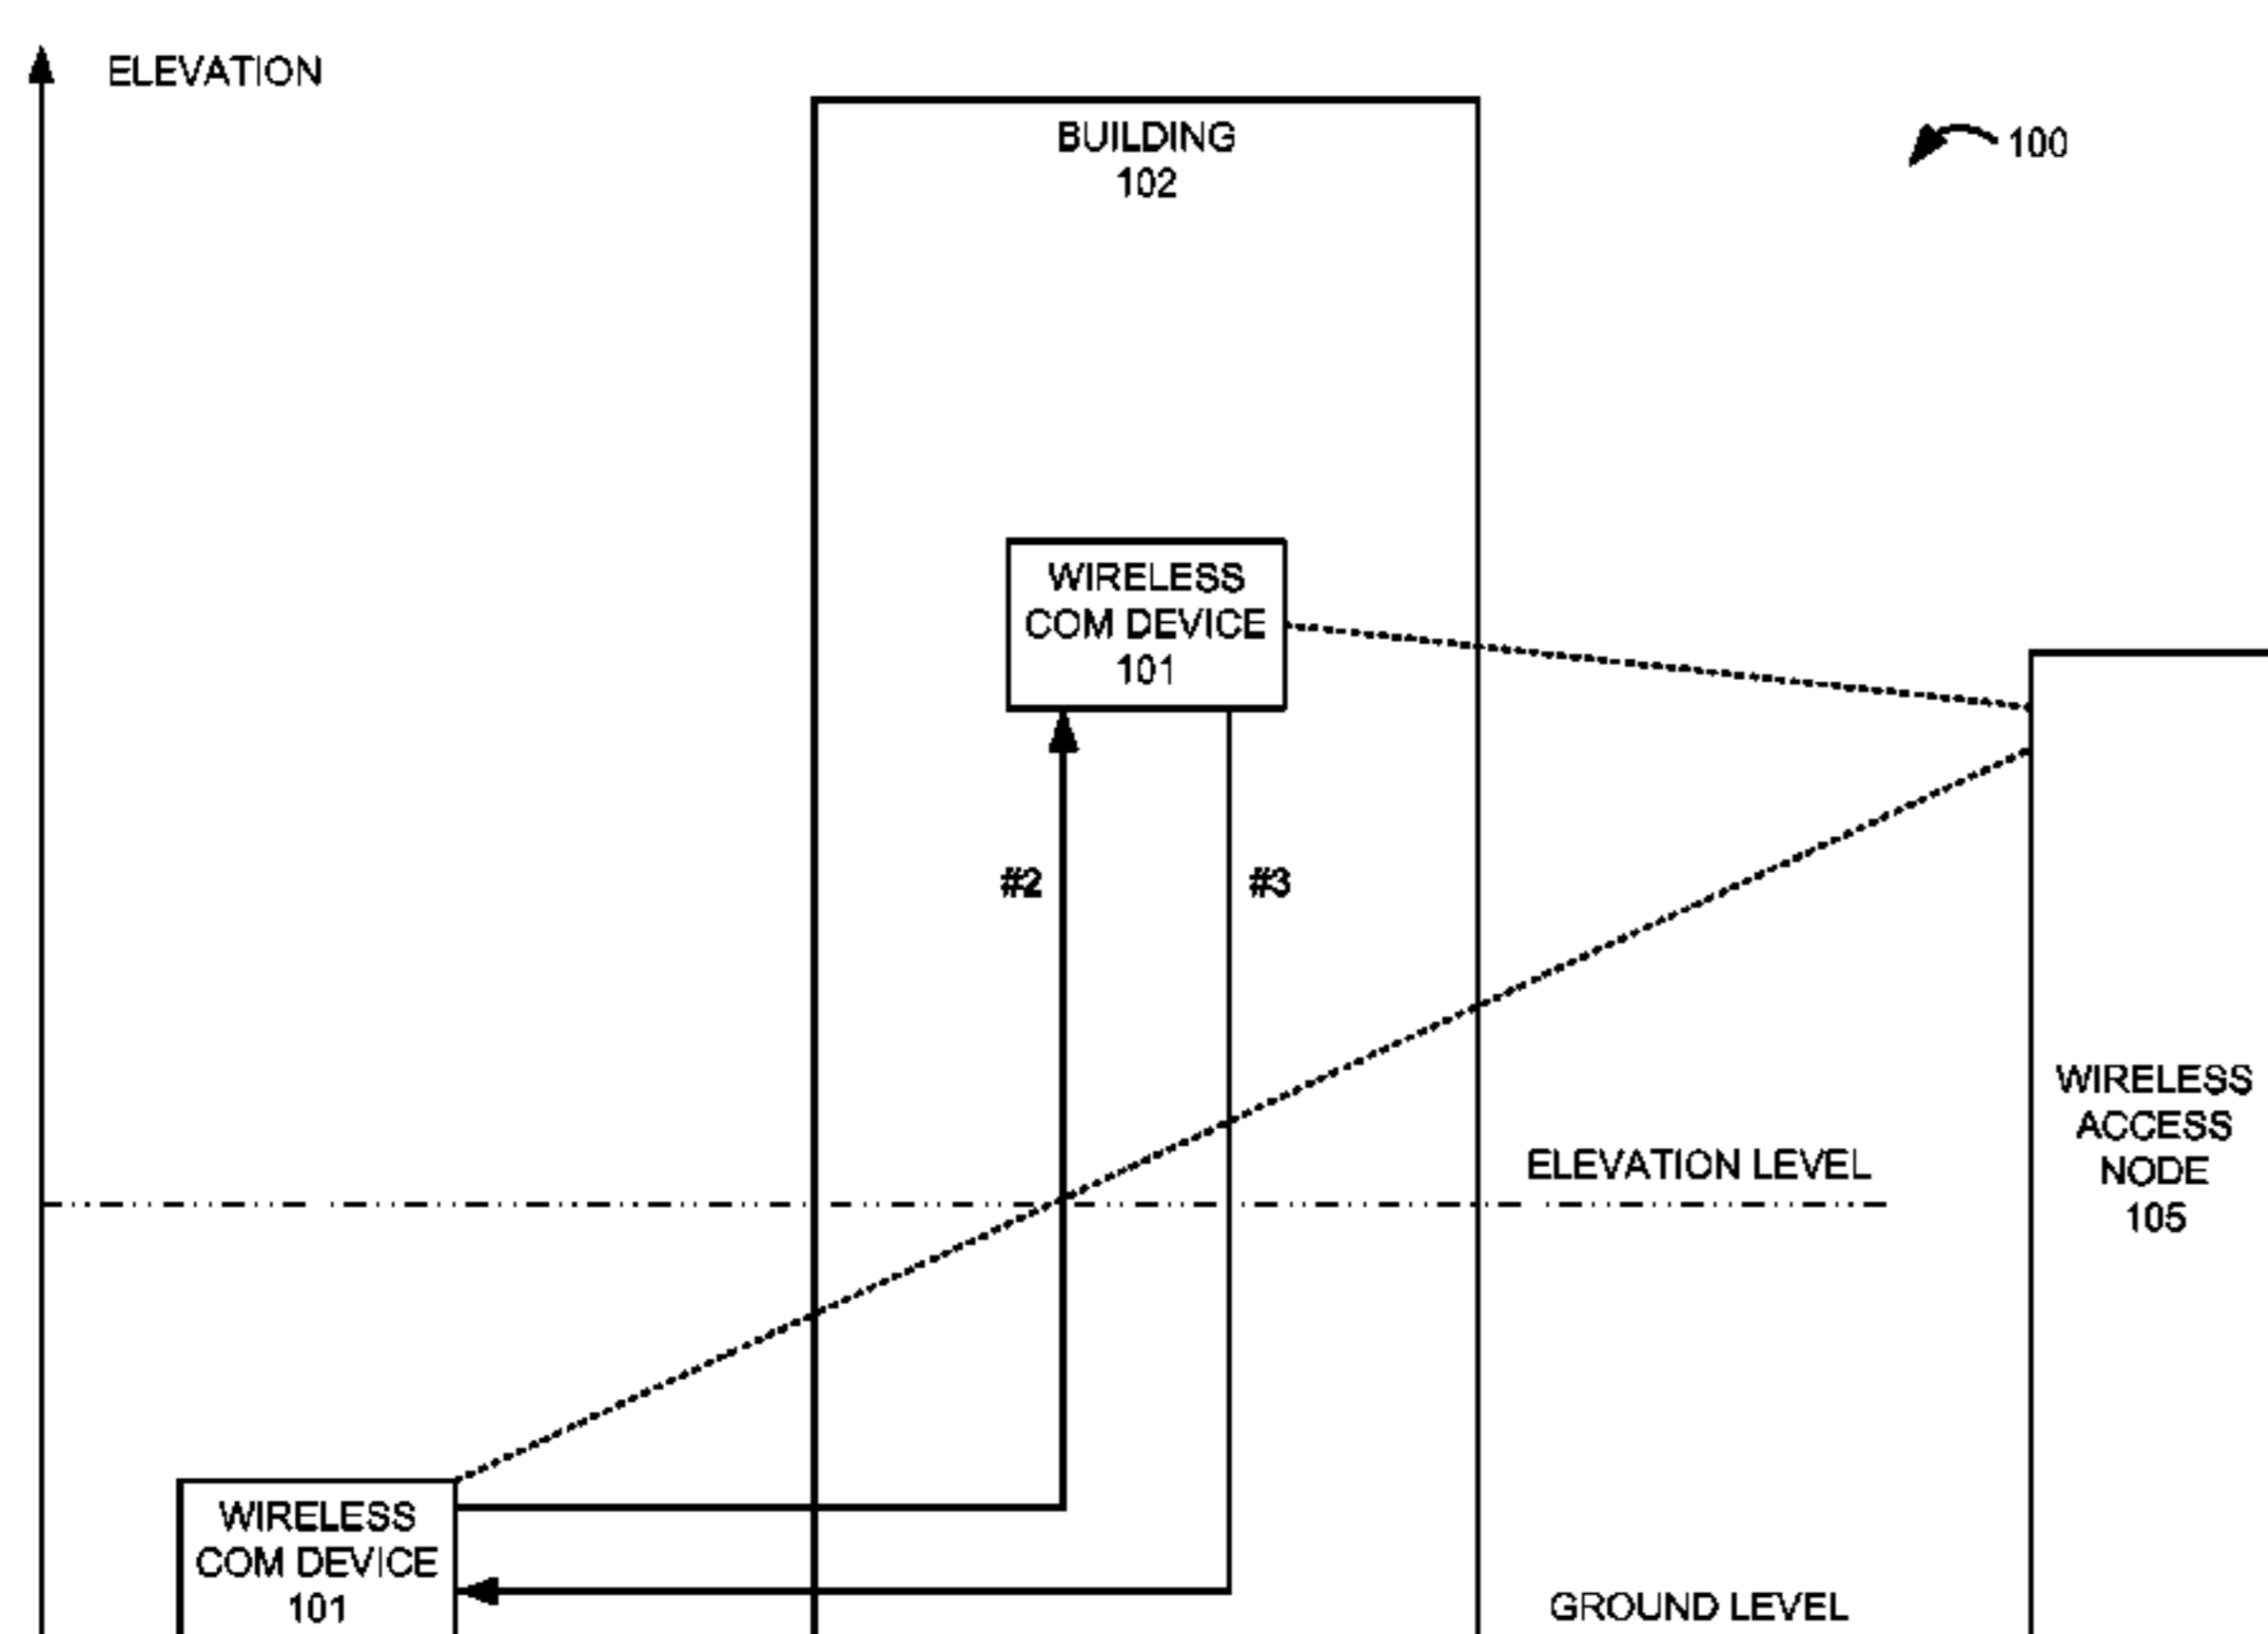 ELEVATION
BUILDING
102
100
WIRELESS
COM DEVICE
101
#2
#3
WIRELESS
ACCESS
NODE
105
ELEVATION LEVEL
WIRELESS
COM DEVICE
101
GROUND LEVEL